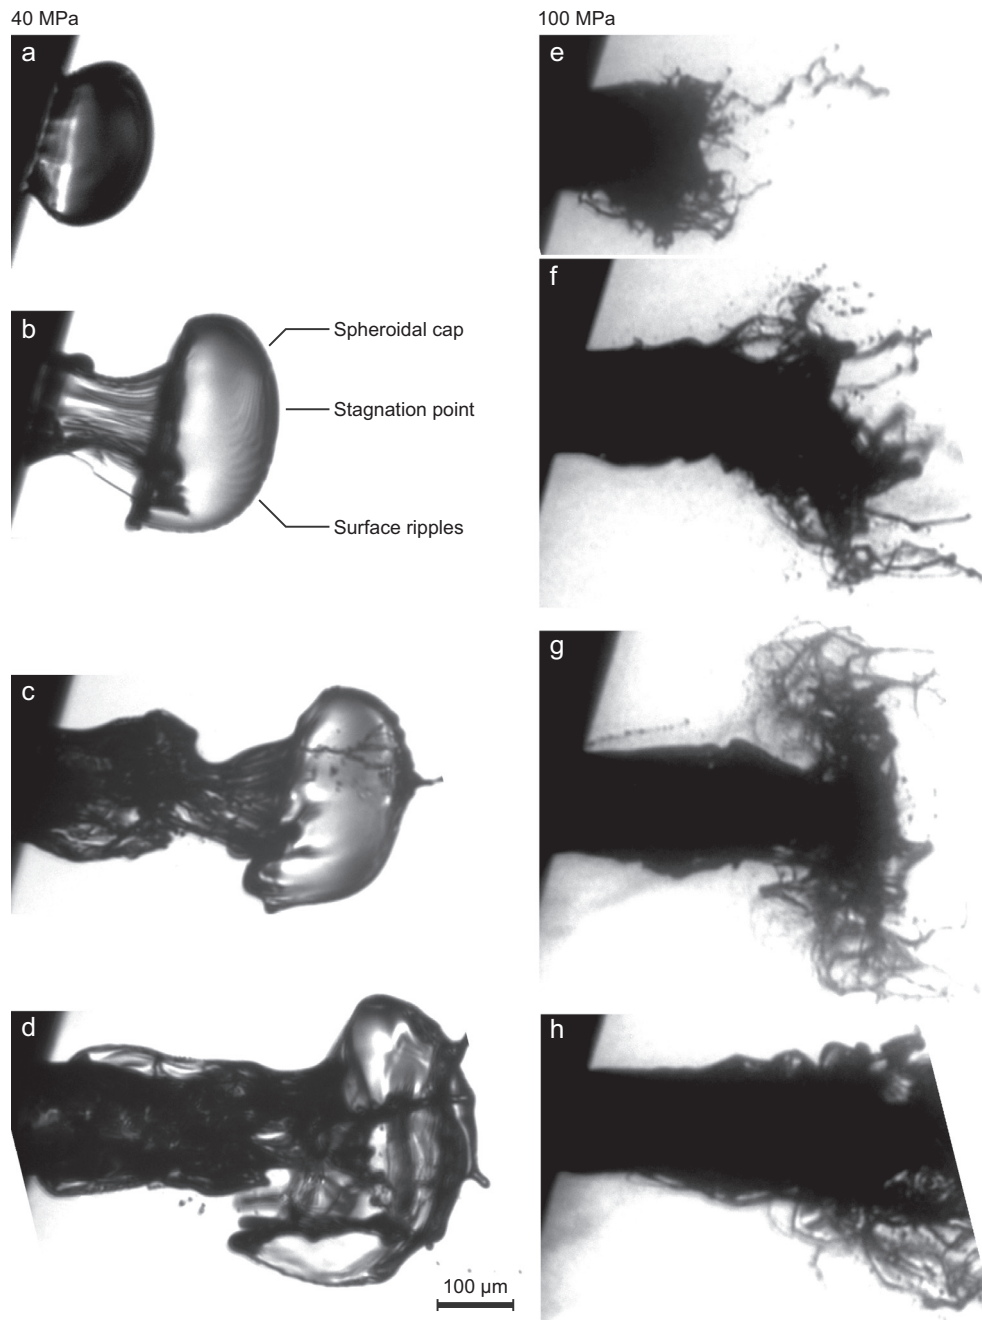 40 MPa
100 MPa
a
e
b
Spheroidal cap
Stagnation point
Surface ripples
f
c
g
d
h
100 µm